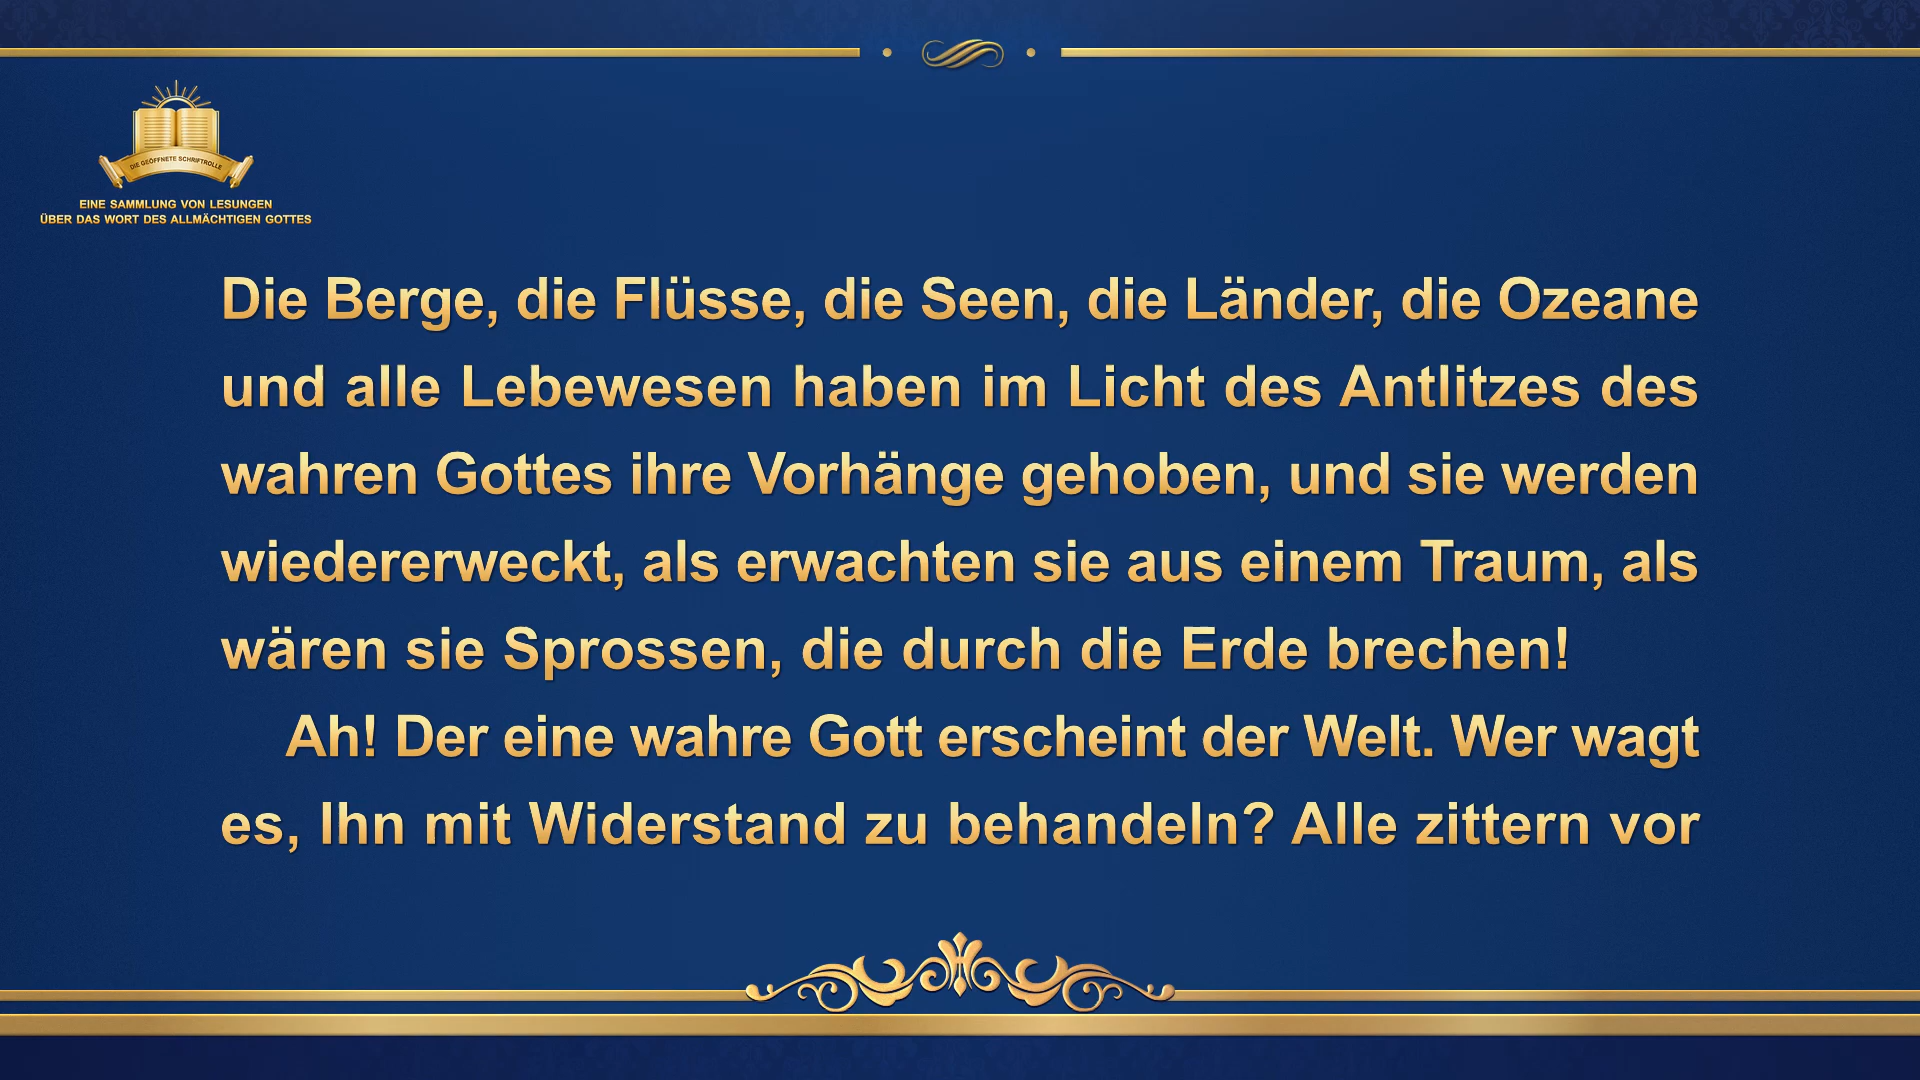 DIE GEÖFFNETE SCHRIFTROLLE
EINE SAMMLUNG VON LESUNGEN
ÜBER DAS WORT DES ALLMÄCHTIGEN GOTTES
Die Berge, die Flüsse, die Seen, die Länder, die Ozeane
und alle Lebewesen haben im Licht des Antlitzes des
wahren Gottes ihre Vorhänge gehoben, und sie werden
wiedererweckt, als erwachten sie aus einem Traum, als
wären sie Sprossen, die durch die Erde brechen!
Ah! Der eine wahre Gott erscheint der Welt. Wer wagt
es, Ihn mit Widerstand zu behandeln? Alle zittern vor